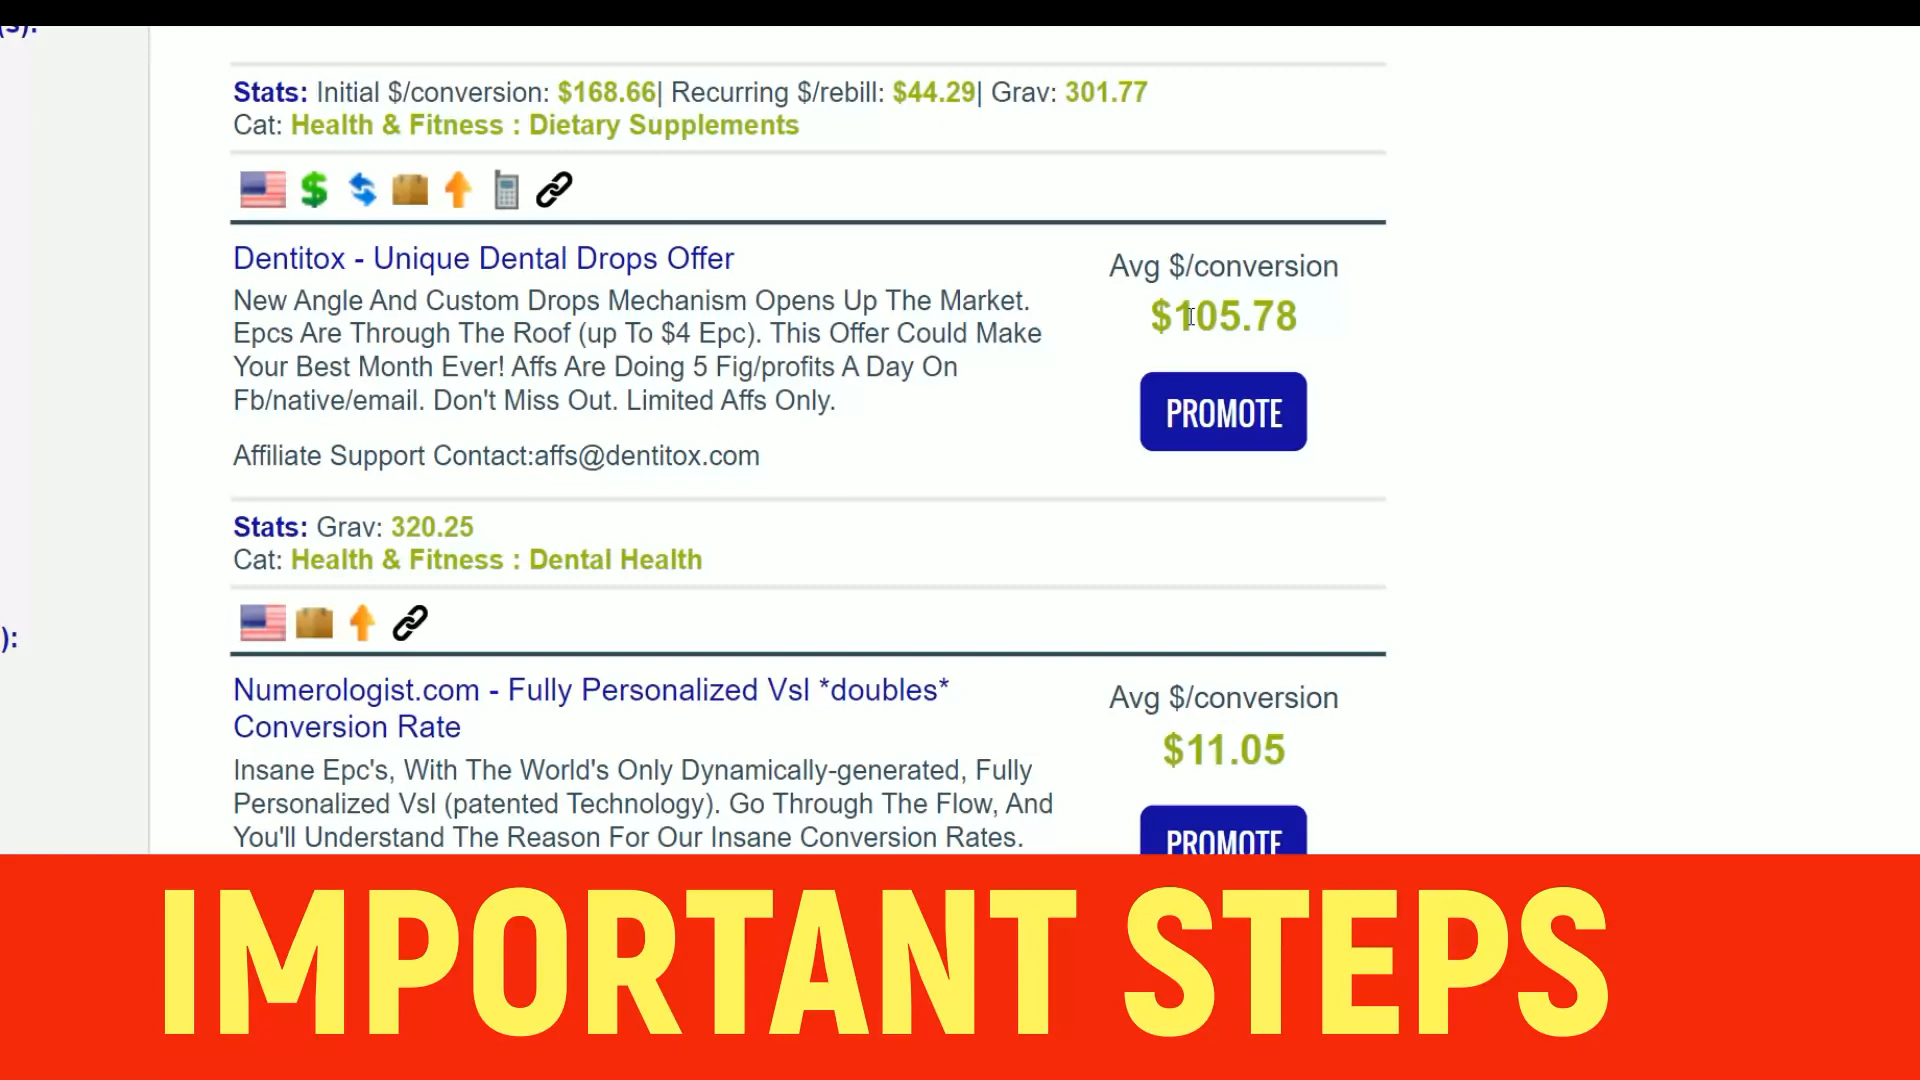 (s):
Stats: Initial $/conversion: $168.66| Recurring $/rebill: $44.29| Grav: 301.77
Cat: Health & Fitness : Dietary Supplements
Dentitox - Unique Dental Drops Offer
Avg $/conversion
$105.78
New Angle And Custom Drops Mechanism Opens Up The Market.
Epcs Are Through The Roof (up To $4 Epc). This Offer Could Make
Your Best Month Ever! Affs Are Doing 5 Fig/profits A Day On
Fb/native/email. Don't Miss Out. Limited Affs Only.
PROMOTE
Affiliate Support Contact:affs@dentitox.com
Stats: Grav: 320.25
Cat: Health & Fitness : Dental Health
):
Numerologist.com - Fully Personalized Vsl *doubles*
Conversion Rate
Avg $/conversion
$11.05
Insane Epc's, With The World's Only Dynamically-generated, Fully
Personalized Vsl (patented Technology). Go Through The Flow, And
You'll Understand The Reason For Our Insane Conversion Rates.
PROMOTE
IMPORTANT STEPS